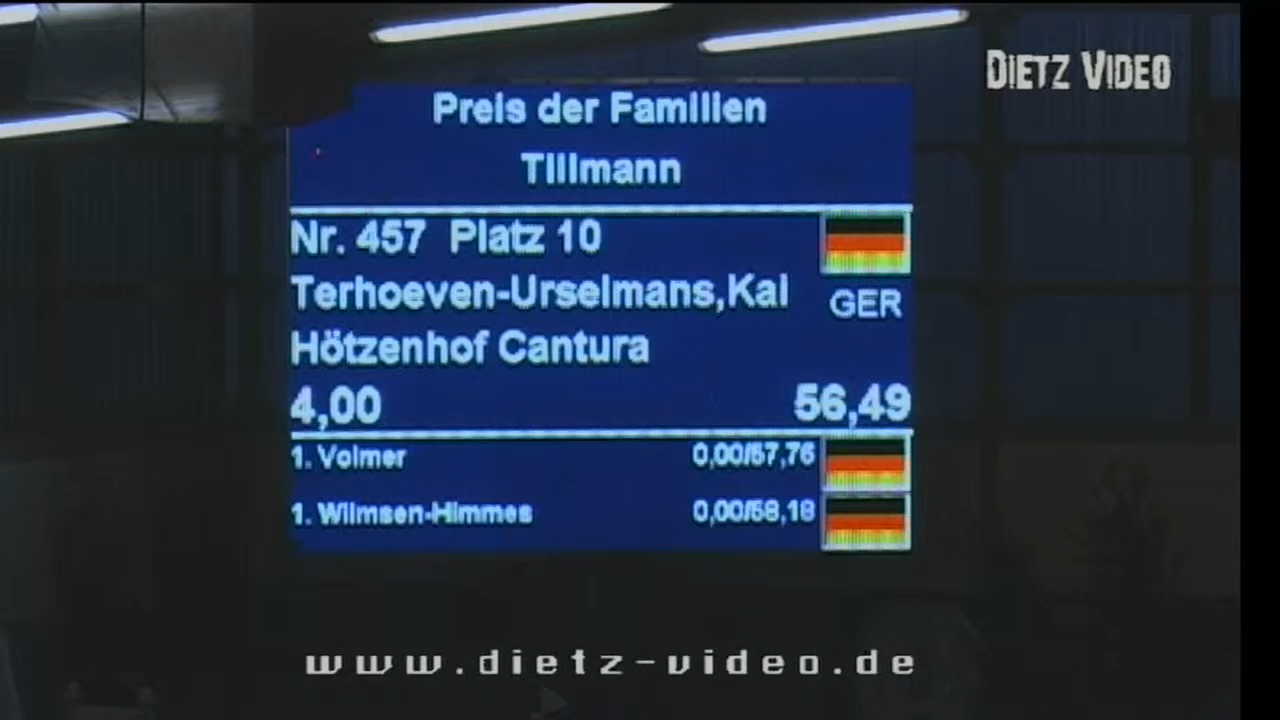 DIETZ VIDEO
Preis der Familien
Tillmann
Nr. 457 Platz 10
Terhoeven-Urselmans,Kai
GER
Hötzenhof Cantura
4,00 56,49
1. Volmer 0,00/57,76
1. Wilmsen-Himmes 0,00/58,18
www.dietz-video.de